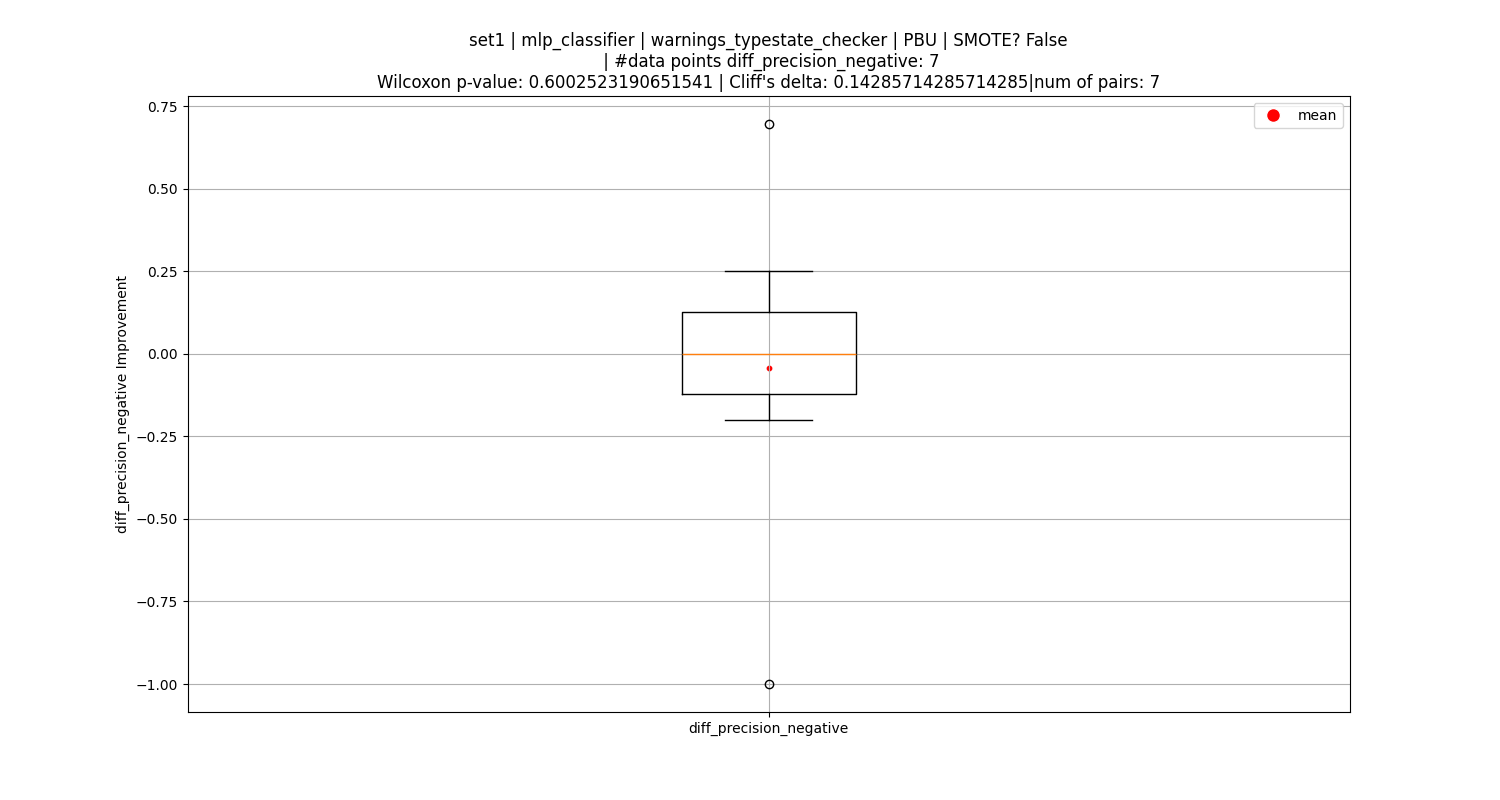 set1 | mlp_classifier | warnings_typestate_checker | PBU | SMOTE? False
| #data points diff_precision_negative: 7
Wilcoxon p-value: 0.6002523190651541 | Cliff's delta: 0.14285714285714285|num of pairs: 7
mean
0.75
0.50
0.25
0.00
−0.25
−0.50
−0.75
−1.00
diff_precision_negative Improvement
diff_precision_negative